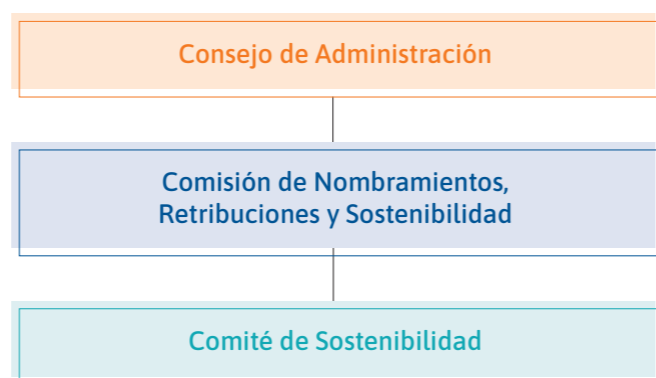 Consejo de Administración
Comisión de Nombramientos,
Retribuciones y Sostenibilidad
Comité de Sostenibilidad